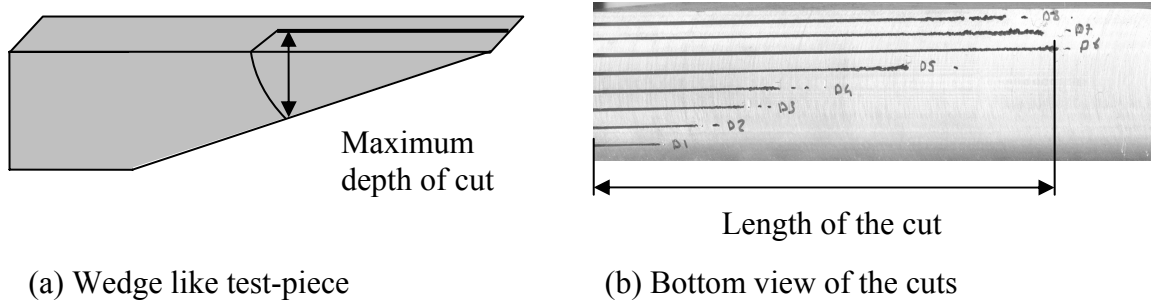 Maximum
depth of cut
(a) Wedge like test-piece
D8
D7
D6
D5
D4
D3
D2
D1
Length of the cut
(b) Bottom view of the cuts